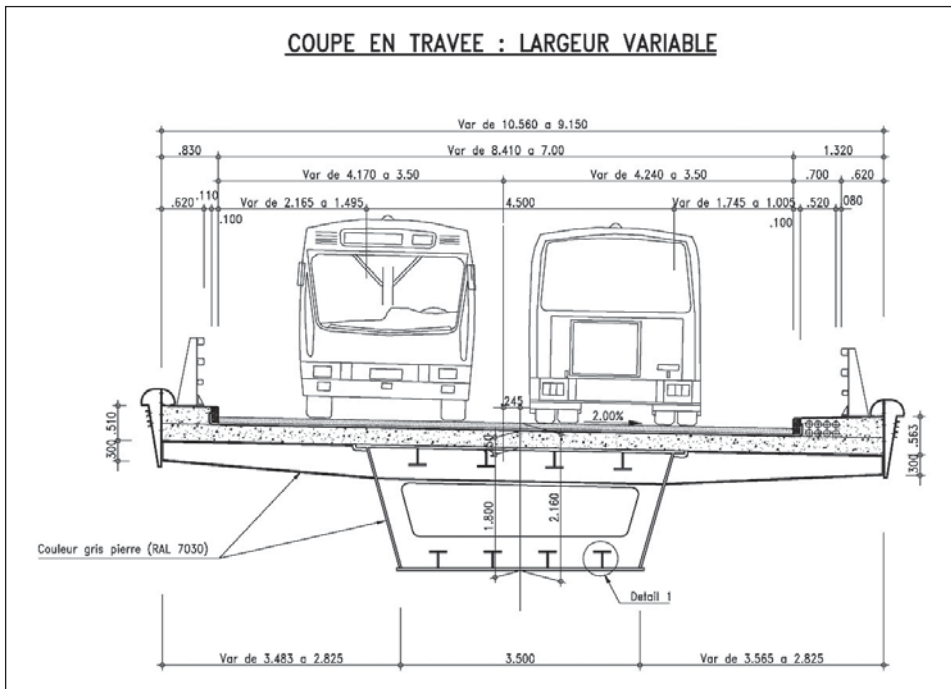 COUPE EN TRAVEE : LARGEUR VARIABLE
Var de 10.560 a 9.150
.830 Var de 8.410 a 7.00 1.320
Var de 4.170 a 3.50 Var de 4.240 a 3.50 .700 .620
.620 .110 Var de 2.165 a 1.495 4.500 Var de 1.745 a 1.005 .520 080
.100 .100
245
2.00%
.510 .563
300 300
1.800 2.160
Couleur gris pierre (RAL 7030)
Detail 1
Var de 3.483 a 2.825 3.500 Var de 3.565 a 2.825